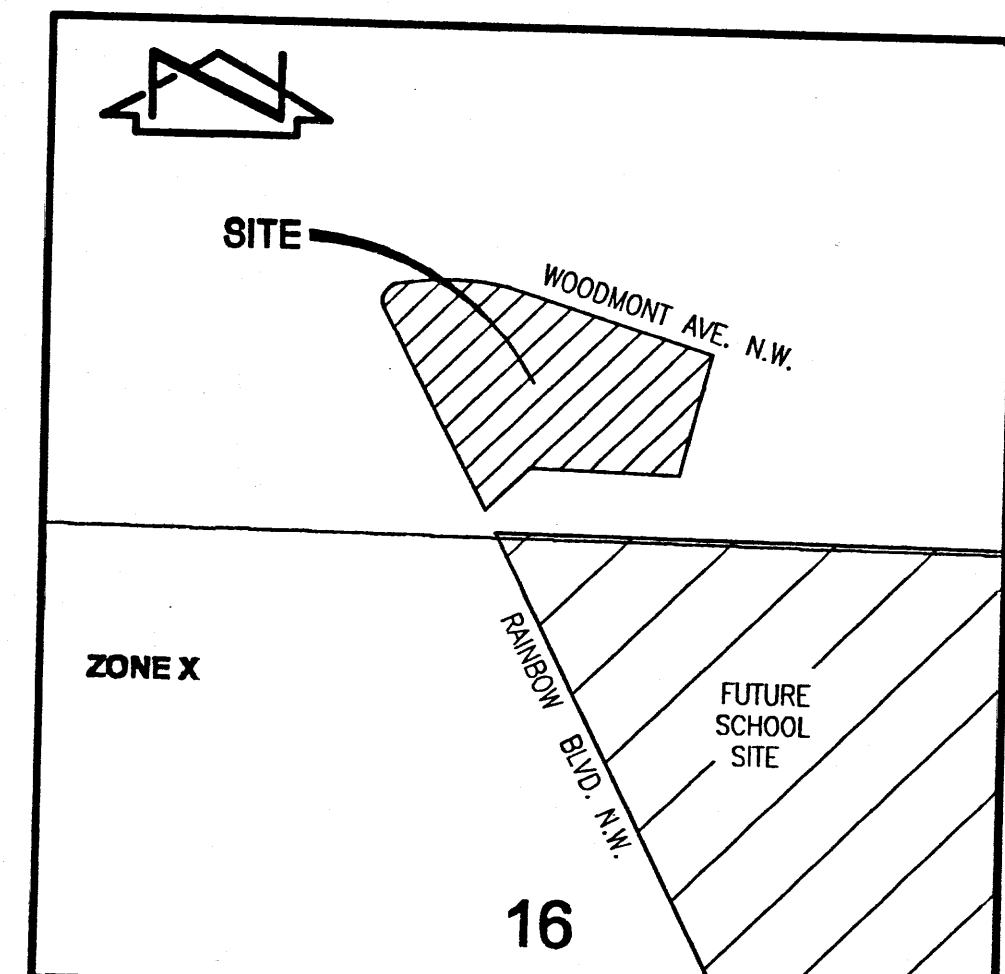 N
SITE
WOODMONT AVE. N.W.
ZONE X
RAINBOW BLVD. N.W.
FUTURE
SCHOOL
SITE
16